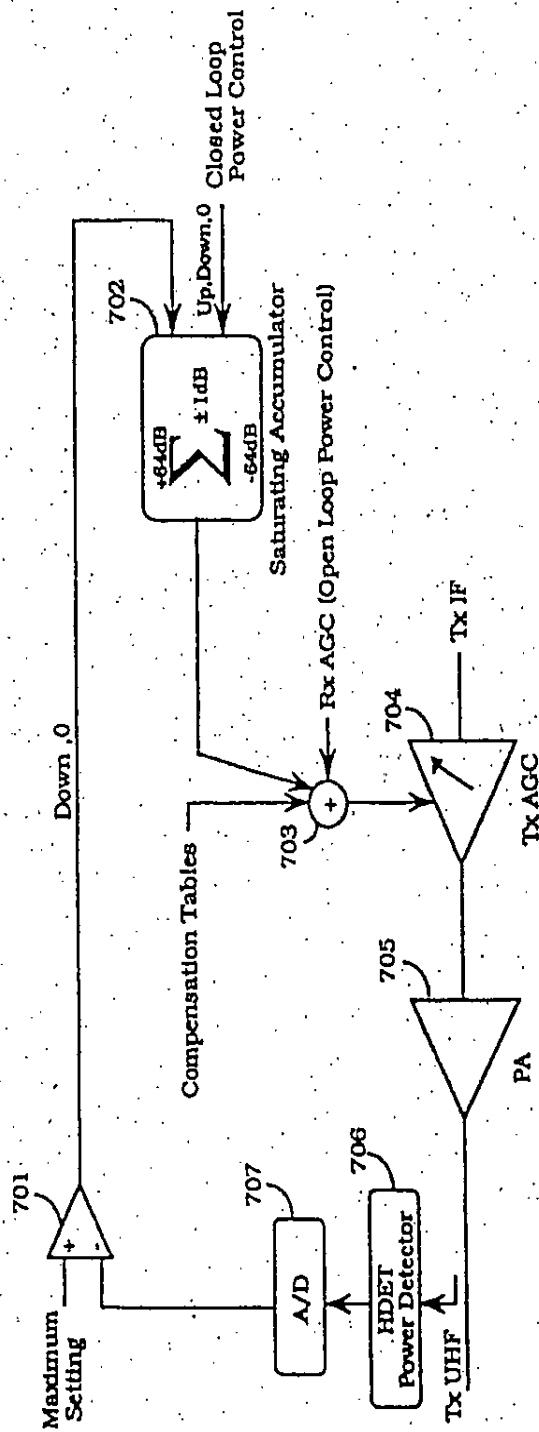 Down,0
701
Maximum
Setting
+
-
702
+64dB
∑
±1dB
-64dB
Up,Down,0
Closed Loop
Power Control
Saturating Accumulator
Compensation Tables
Rx AGC (Open Loop Power Control)
+
703
707
A/D
706
HDET
Power Detector
Tx UHF
705
PA
704
Tx AGC
Tx IF